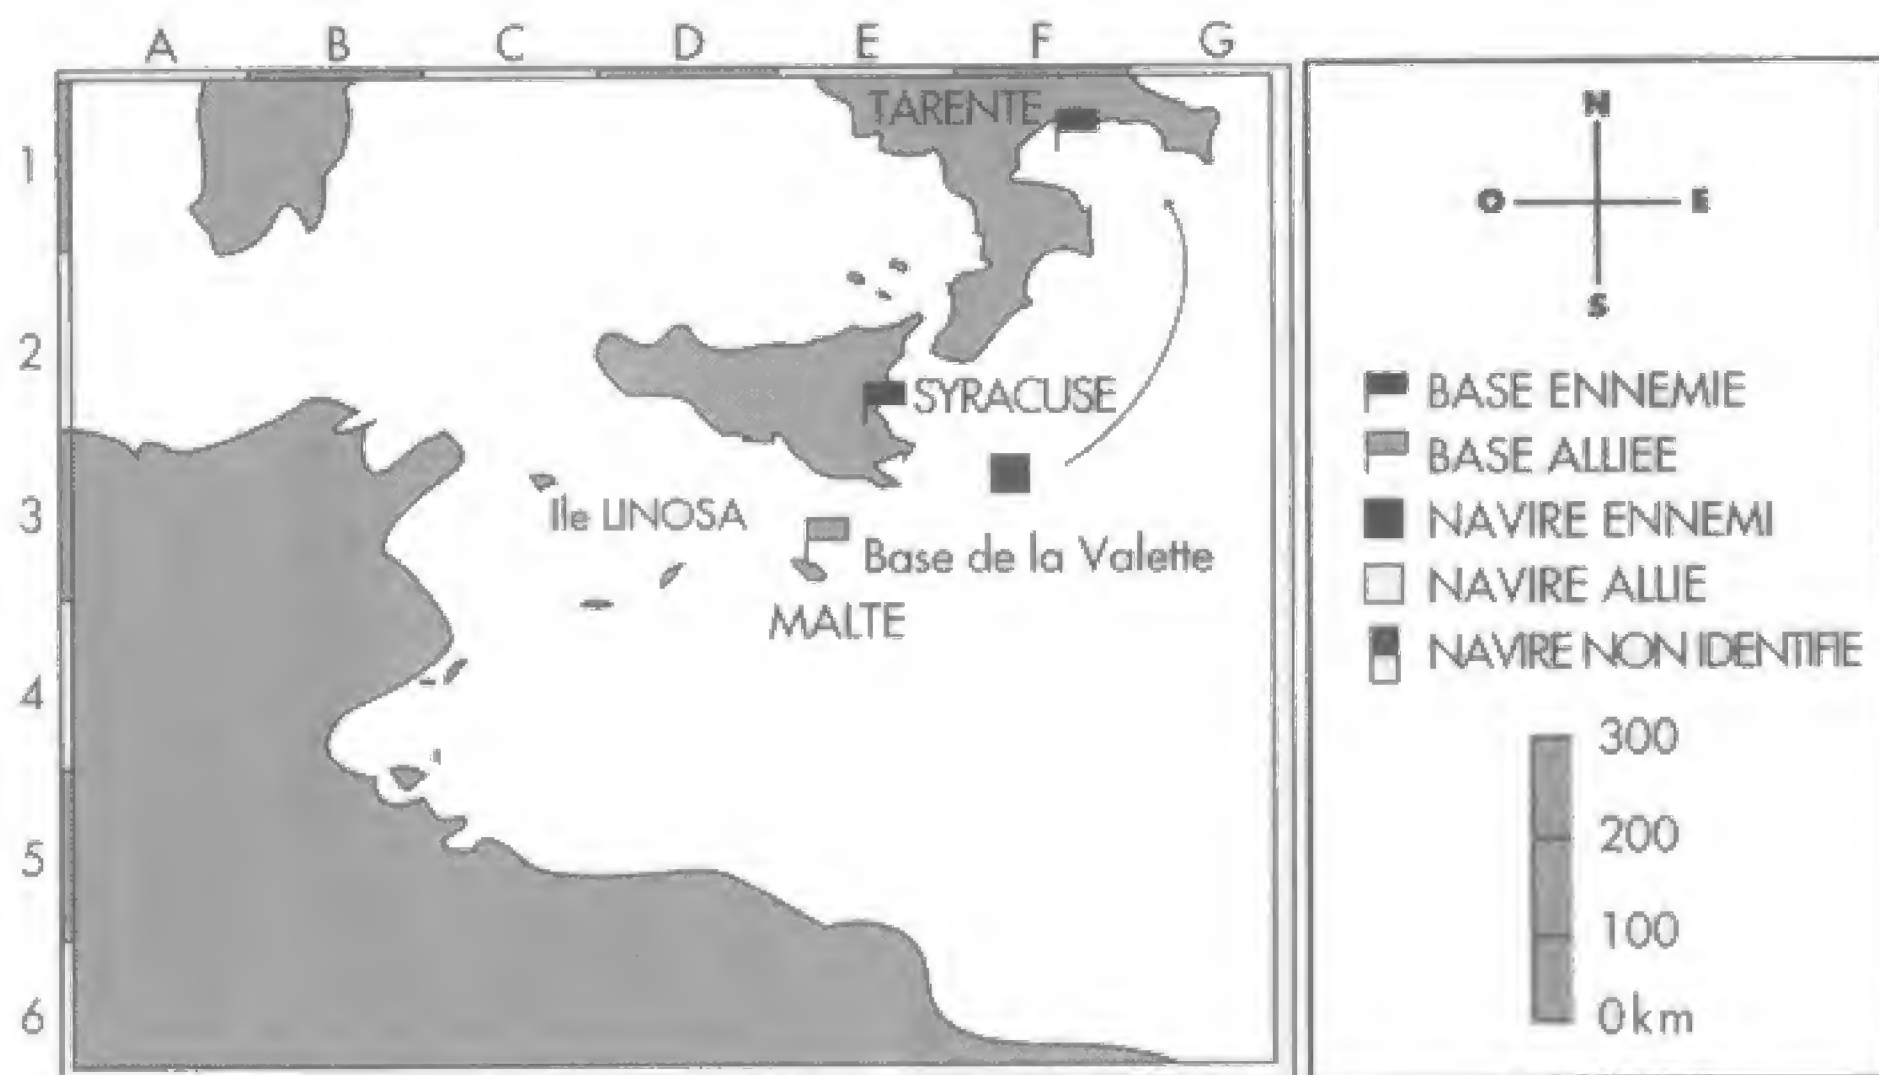 A B C D E F G
1
2
3
4
5
6
TARENTE
SYRACUSE
Ile LINOSA
Base de la Valette
MALTE
N
O E
S
BASE ENNEMIE
BASE ALLIEE
NAVIRE ENNEMI
NAVIRE ALLIE
NAVIRE NON IDENTIFIE
300
200
100
0km